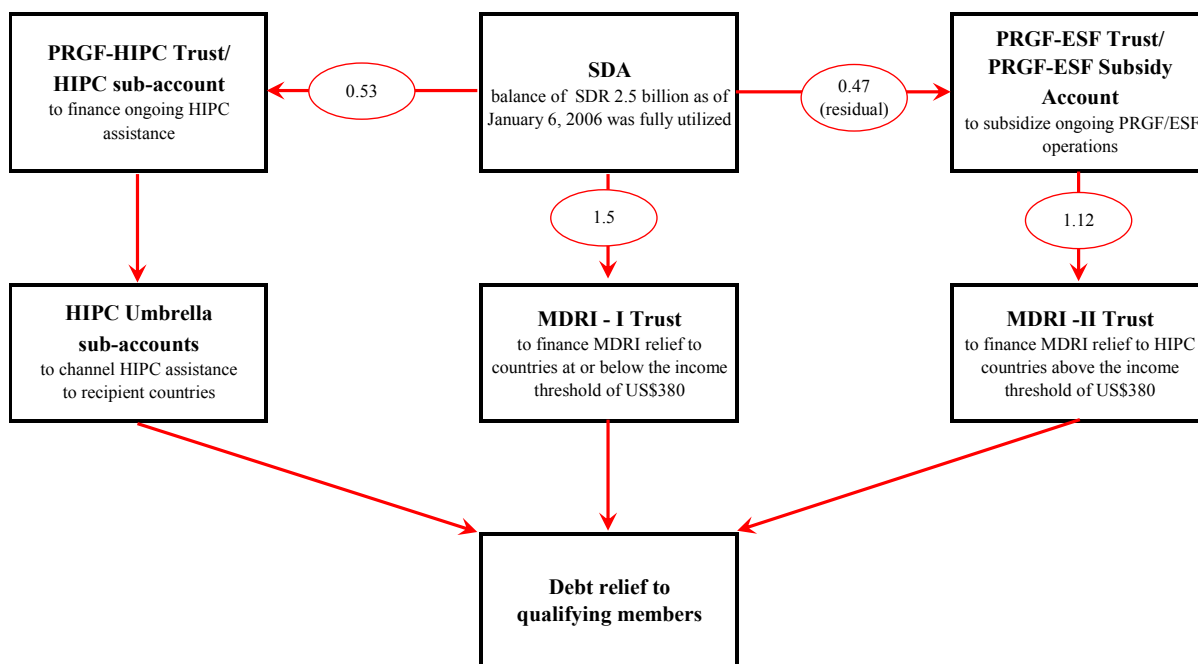 PRGF-HIPC Trust/
HIPC sub-account
to finance ongoing HIPC
assistance
0.53
SDA
balance of SDR 2.5 billion as of
January 6, 2006 was fully utilized
0.47
(residual)
PRGF-ESF Trust/
PRGF-ESF Subsidy
Account
to subsidize ongoing PRGF/ESF
operations
1.5
1.12
HIPC Umbrella
sub-accounts
to channel HIPC assistance
to recipient countries
MDRI - I Trust
to finance MDRI relief to
countries at or below the income
threshold of US$380
MDRI -II Trust
to finance MDRI relief to HIPC
countries above the income
threshold of US$380
Debt relief to
qualifying members